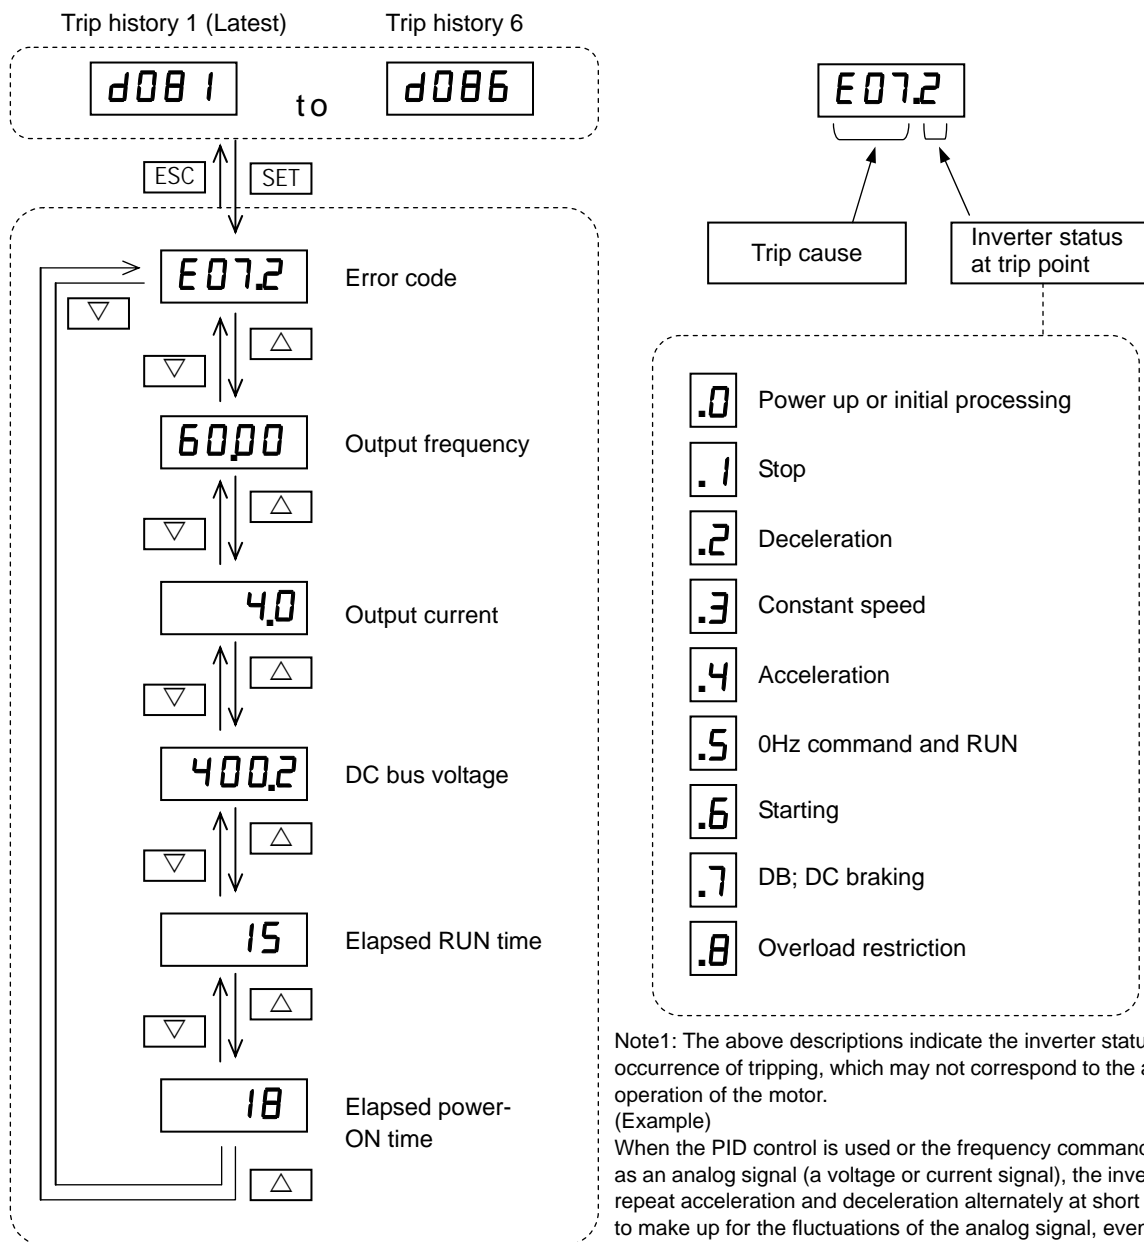 Trip history 1 (Latest)
Trip history 6
d081
to
d086
ESC
SET
E07.2
Error code
60.00
Output frequency
4.0
Output current
400.2
DC bus voltage
15
Elapsed RUN time
18
Elapsed power-
ON time
E07.2
Trip cause
Inverter status
at trip point
.0 Power up or initial processing
.1 Stop
.2 Deceleration
.3 Constant speed
.4 Acceleration
.5 0Hz command and RUN
.6 Starting
.7 DB; DC braking
.8 Overload restriction
Note1: The above descriptions indicate the inverter
occurrence of tripping, which may not correspond to the
operation of the motor.
(Example)
When the PID control is used or the frequency command
as an analog signal (a voltage or current signal), the
repeat acceleration and deceleration alternately at short
to make up for the fluctuations of the analog signal, even